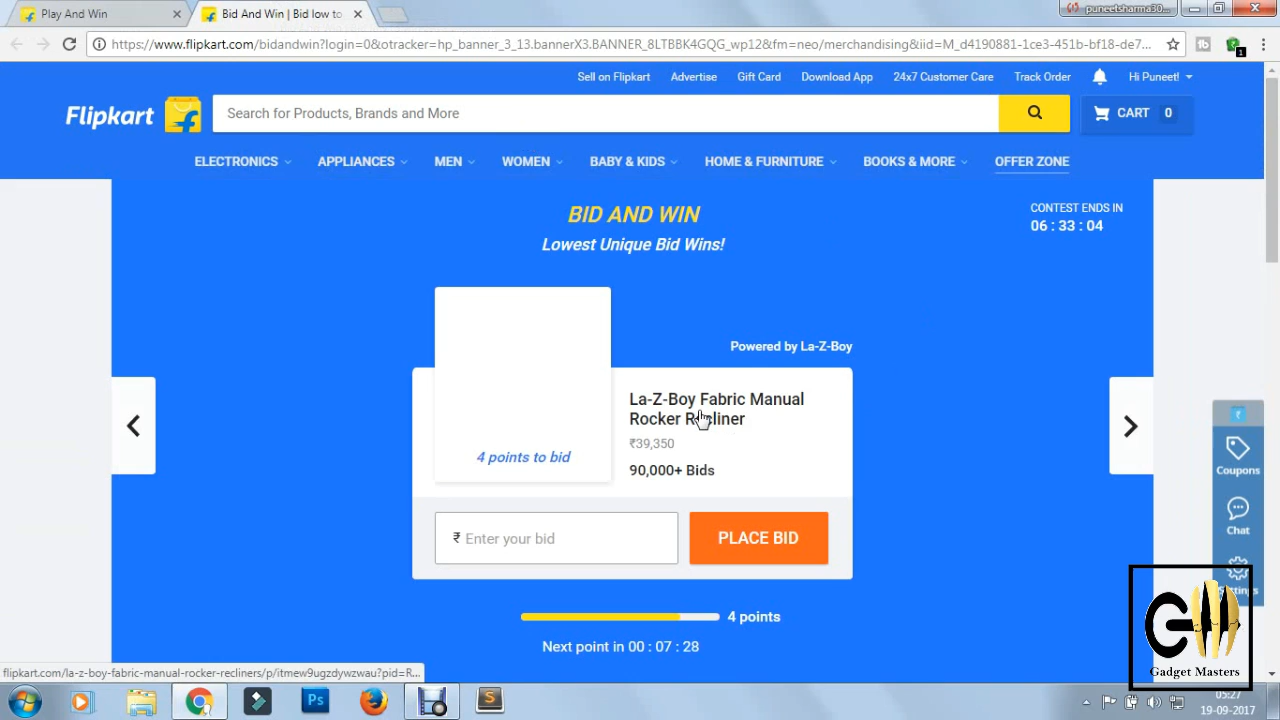 Play And Win
Bid And Win | Bid low to
puneetsharma30...
https://www.flipkart.com/bidandwin?login=0&otracker=hp_banner_3_13.bannerX3.BANNER_8LTBBK4GQG_wp12&fm=neo/merchandising&iid=M_d4190881-1ce3-451b-bf18-de7...
Sell on Flipkart Advertise Gift Card Download App 24x7 Customer Care Track Order Hi Puneet!
Flipkart
Search for Products, Brands and More
CART 0
ELECTRONICS APPLIANCES MEN WOMEN BABY & KIDS HOME & FURNITURE BOOKS & MORE OFFER ZONE
BID AND WIN
Lowest Unique Bid Wins!
CONTEST ENDS IN
06 : 33 : 04
Powered by La-Z-Boy
La-Z-Boy Fabric Manual
Rocker Recliner
₹39,350
4 points to bid
90,000+ Bids
₹ Enter your bid
PLACE BID
4 points
Next point in 00 : 07 : 28
Coupons
Chat
Settings
GM
Gadget Masters
flipkart.com/la-z-boy-fabric-manual-rocker-recliners/p/itmew9ugzdywzwau?pid=R...
Ps
S
05:27
19-09-2017